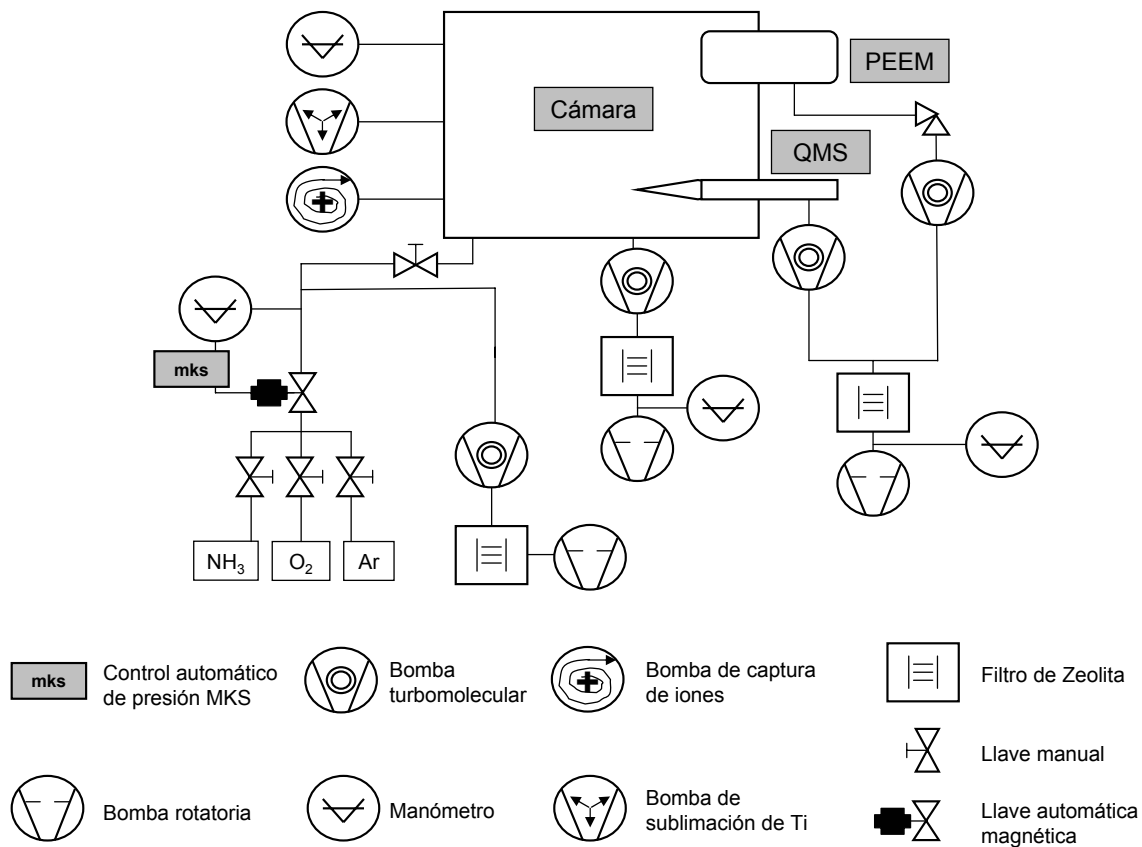 PEEM
Cámara
QMS
mks
NH₃
O₂
Ar
mks
Control automático
de presión MKS
Bomba
turbomolecular
Bomba de captura
de iones
Filtro de Zeolita
Llave manual
Bomba rotatoria
Manómetro
Bomba de
sublimación de Ti
Llave automática
magnética